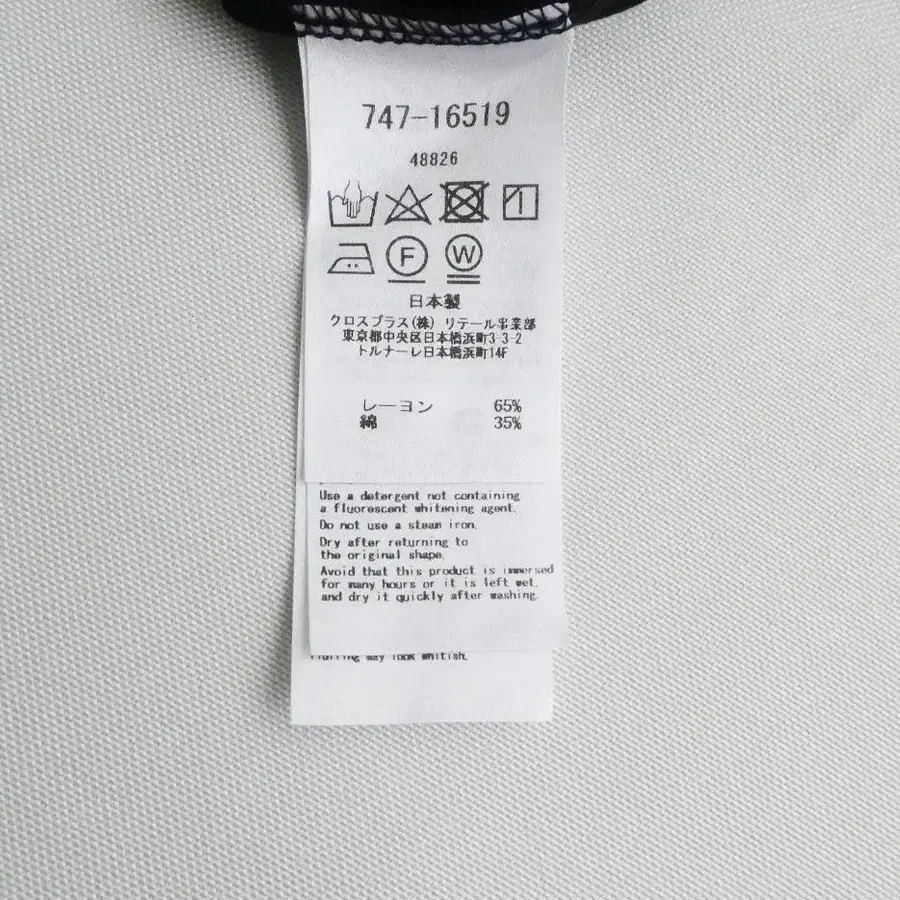 747-16519
48826
F
W
日本製
クロスプラス(株) リテール事業部
東京都中央区日本橋浜町3-3-2
トルナーレ日本橋浜町14F
レーヨン 65%
綿 35%
Use a detergent not containing
a fluorescent whitening agent.
Do not use a steam iron.
Dry after returning to
the original shape.
Avoid that this product is immersed
for many hours or it is left wet,
and dry it quickly after washing.
may look whitish.